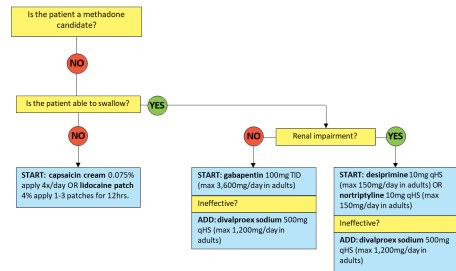 Is the patient a methadone
candidate?
NO
Is the patient able to swallow?
YES
NO
NO
Renal impairment?
YES
START: capsaicin cream 0.075%
apply 4x/day OR lidocaine patch
4% apply 1-3 patches for 12hrs.
START: gabapentin 100mg TID
(max 3,600mg/day in adults)
Ineffective?
ADD: divalproex sodium 500mg
qHS (max 1,200mg/day in
adults)
START: desiprimine 10mg qHS
(max 150mg/day in adults) OR
nortriptyline 10mg qHS (max
150mg/day in adults)
Ineffective?
ADD: divalproex sodium 500mg
qHS (max 1,200mg/day in
adults)